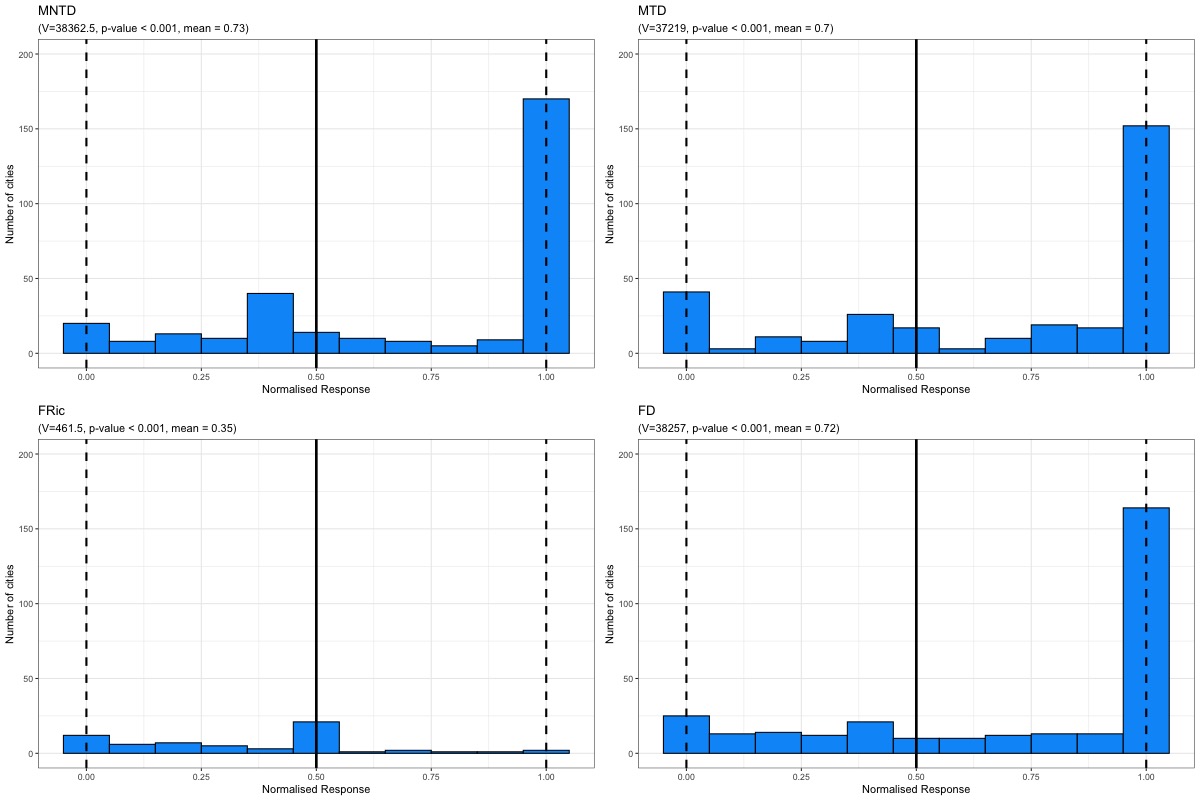 MNTD
(V=38362.5, p-value < 0.001, mean = 0.73)
200
150
100
50
0
Number of cities
0.00 0.25 0.50 0.75 1.00
Normalised Response
MTD
(V=37219, p-value < 0.001, mean = 0.7)
200
150
100
50
0
Number of cities
0.00 0.25 0.50 0.75 1.00
Normalised Response
FRic
(V=461.5, p-value < 0.001, mean = 0.35)
200
150
100
50
0
Number of cities
0.00 0.25 0.50 0.75 1.00
Normalised Response
FD
(V=38257, p-value < 0.001, mean = 0.72)
200
150
100
50
0
Number of cities
0.00 0.25 0.50 0.75 1.00
Normalised Response